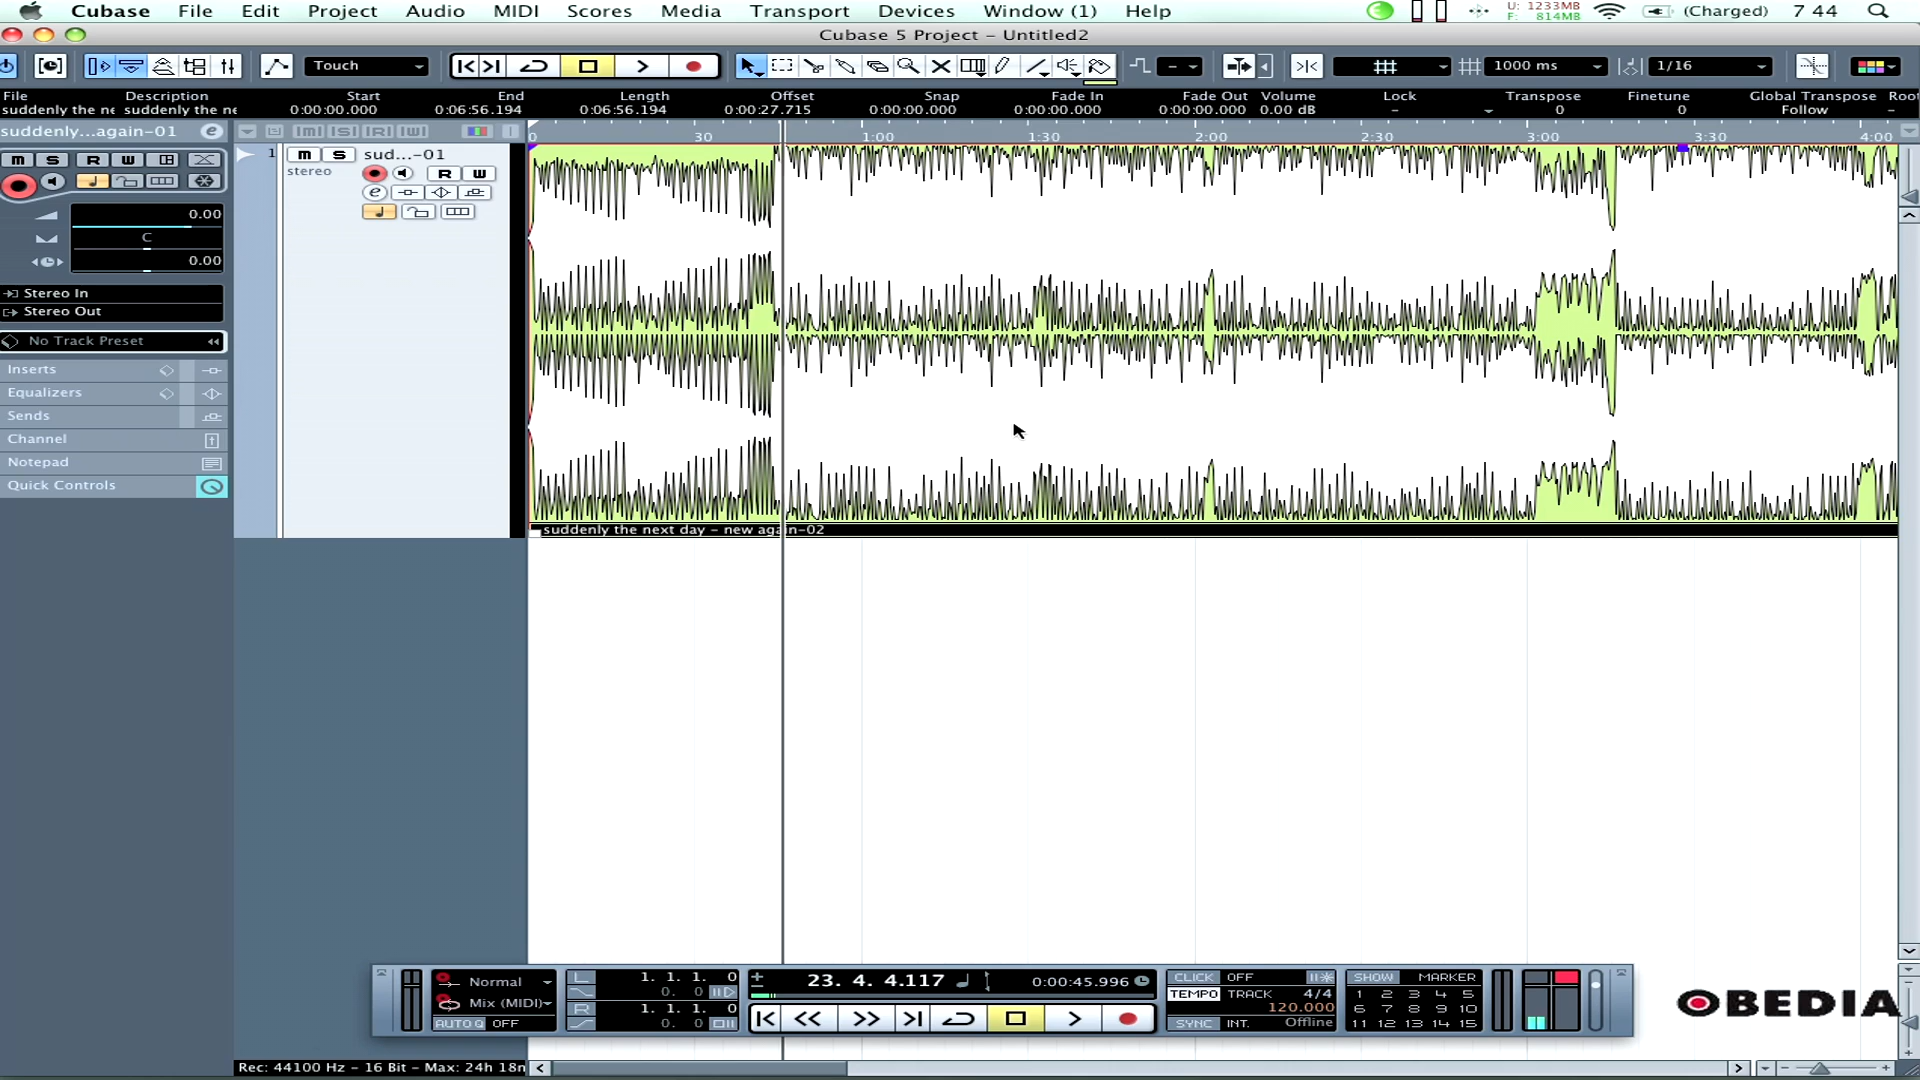 Cubase File Edit Project Audio MIDI Scores Media Transport Devices Window (1) Help U: 1233MB F: 814MB (Charged) 7 44
Cubase 5 Project – Untitled2
Touch 1000 ms 1/16
File Description Start End Length Offset Snap Fade In Fade Out Volume Lock Transpose Finetune Global Transpose Root
suddenly the ne suddenly the ne 0:00:00.000 0:06:56.194 0:06:56.194 0:00:27.715 0:00:00.000 0:00:00.000 0:00:00.000 0.00 dB – 0 0 Follow –
suddenly...again-01 e
0 30 1:00 1:30 2:00 2:30 3:00 3:30 4:00
m S R W
1 m S sud...-01
stereo R W
e
0.00
C
0.00
Stereo In
Stereo Out
No Track Preset
Inserts
Equalizers
Sends
Channel
Notepad
Quick Controls
suddenly the next day – new again-02
Normal
Mix (MIDI)
AUTO Q OFF
L 1. 1. 1. 0
0. 0
R 1. 1. 1. 0
0. 0
23. 4. 4.117 0:00:45.996
CLICK OFF
TEMPO TRACK 4/4
120.000
SYNC INT. Offline
SHOW MARKER
1 2 3 4 5
6 7 8 9 10
11 12 13 14 15
OBEDIA
Rec: 44100 Hz – 16 Bit – Max: 24h 18n